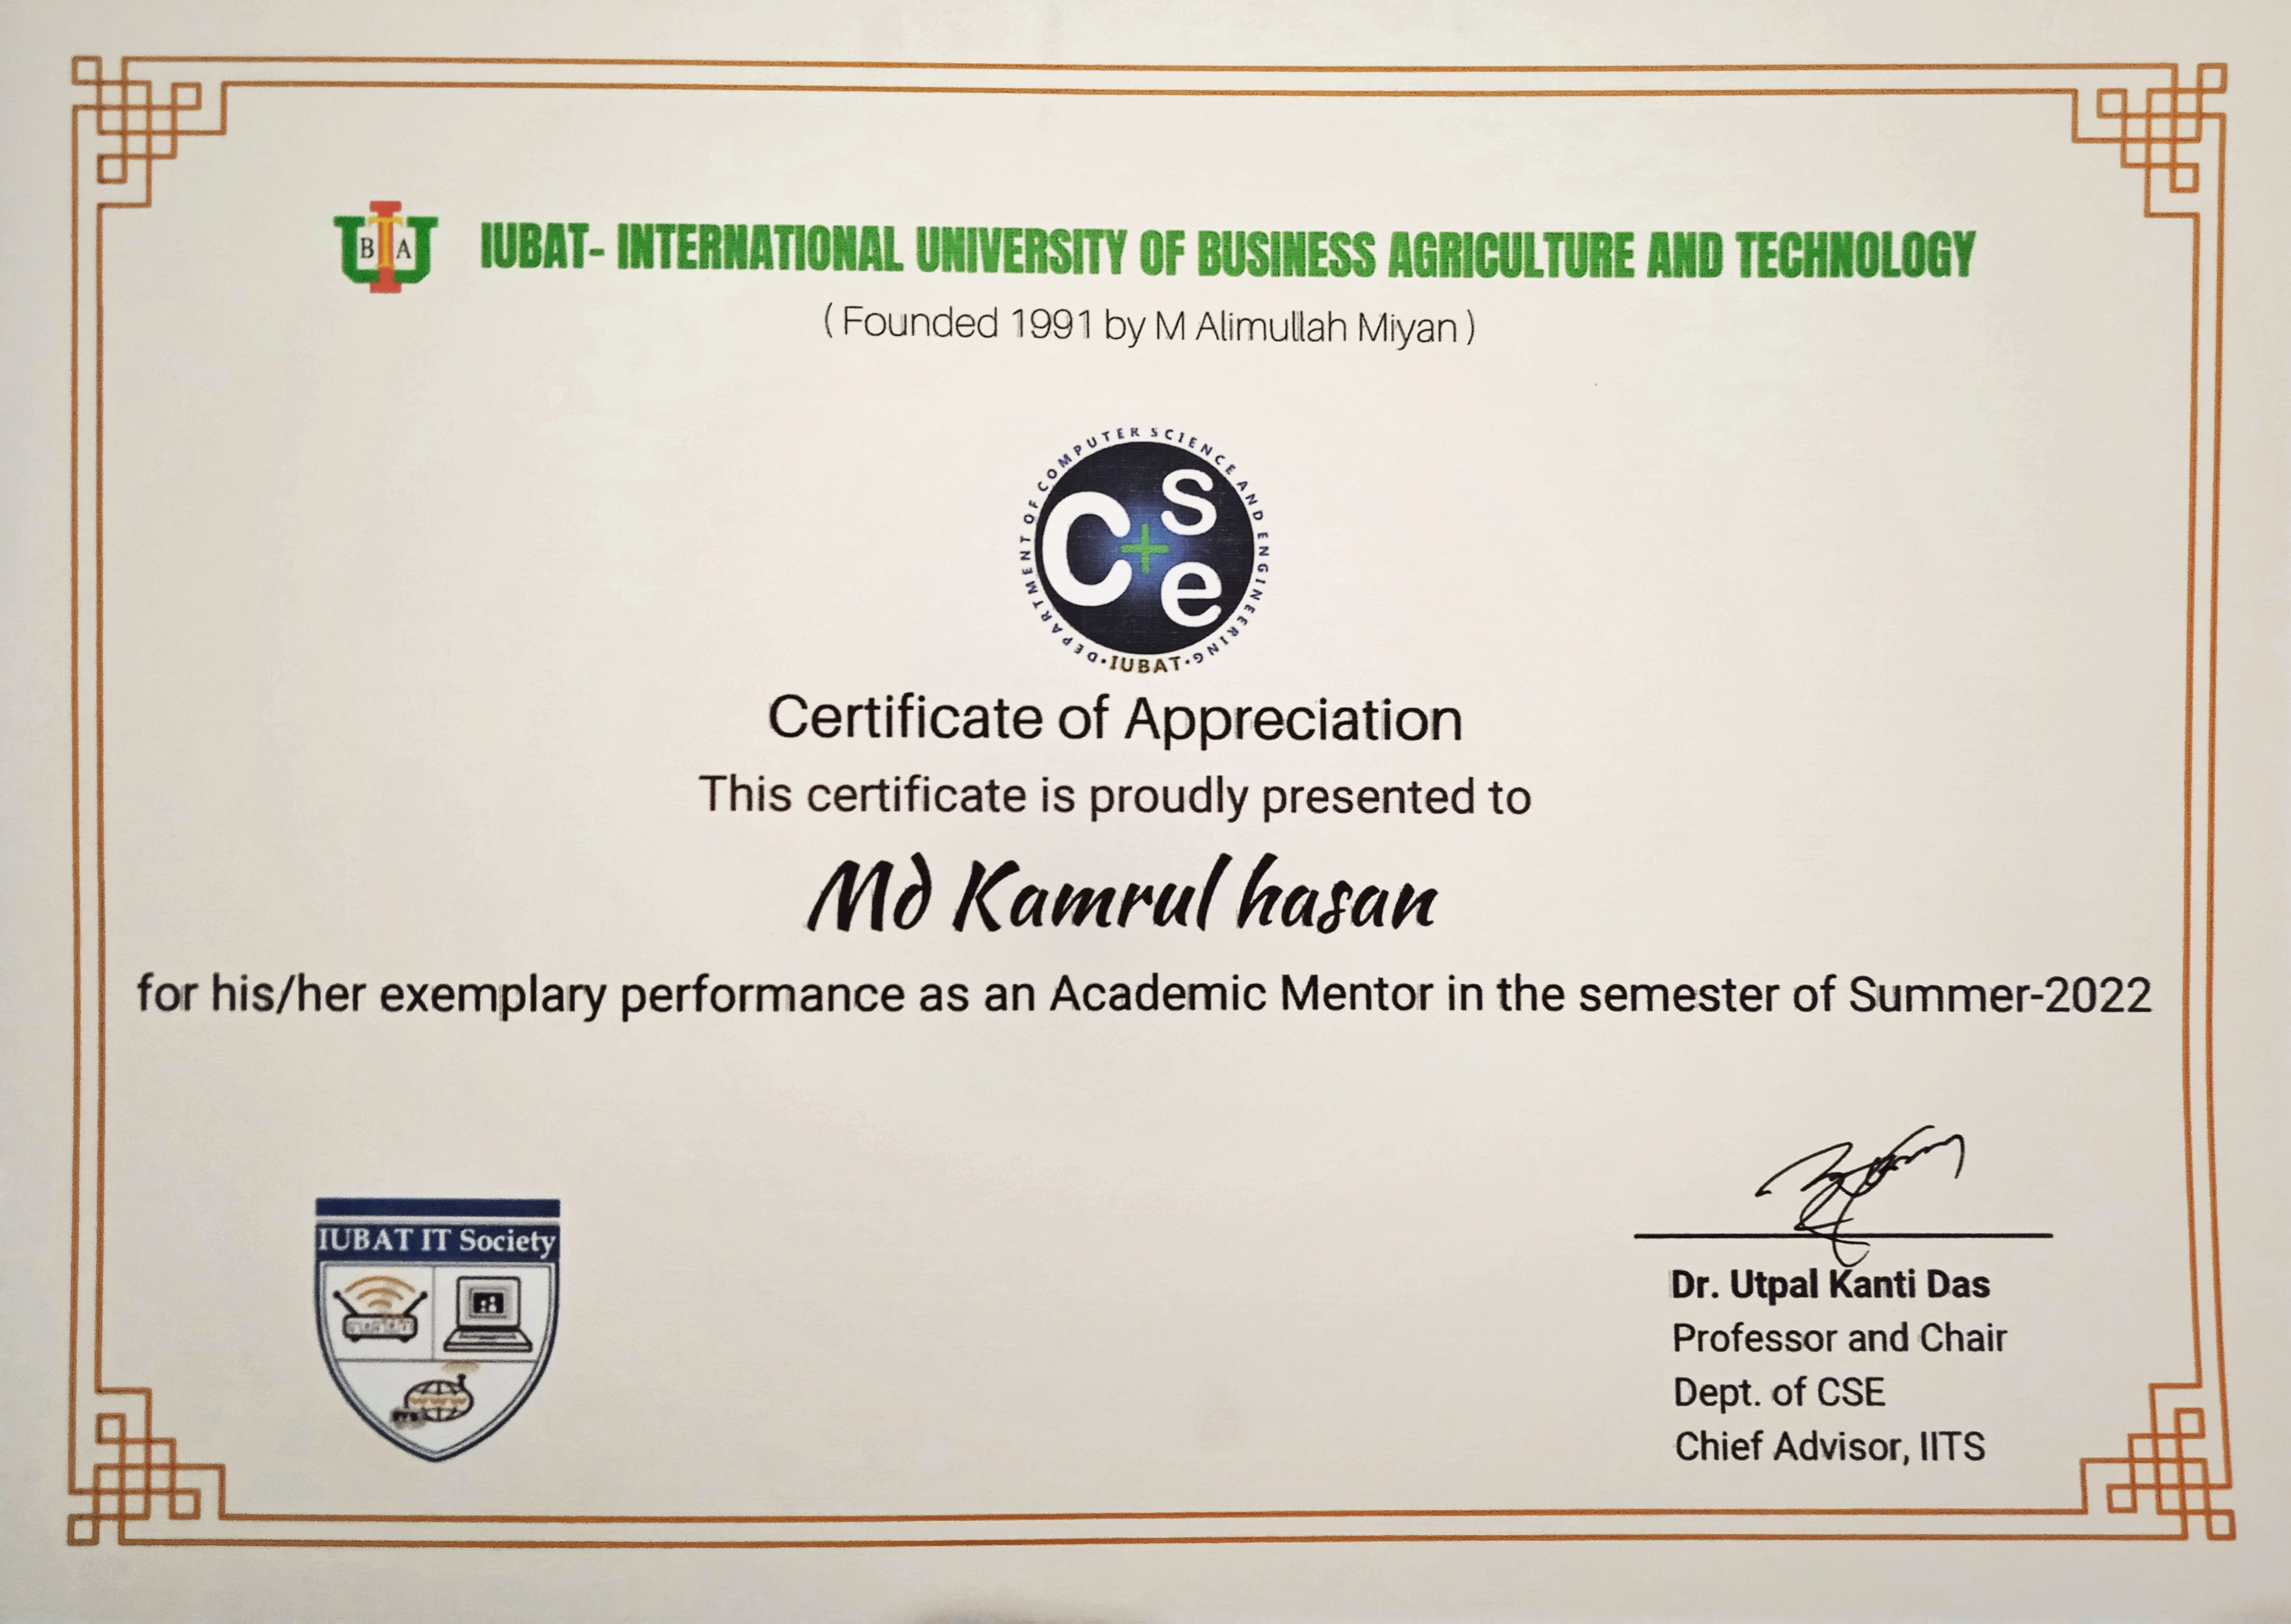 IUBAT- INTERNATIONAL UNIVERSITY OF BUSINESS AGRICULTURE AND TECHNOLOGY
( Founded 1991 by M Alimullah Miyan )
B I A
DEPARTMENT OF COMPUTER SCIENCE AND ENGINEERING
C+se
•IUBAT•
Certificate of Appreciation
This certificate is proudly presented to
Md Kamrul hasan
for his/her exemplary performance as an Academic Mentor in the semester of Summer-2022
IUBAT IT Society
Dr. Utpal Kanti Das
Professor and Chair
Dept. of CSE
Chief Advisor, IITS